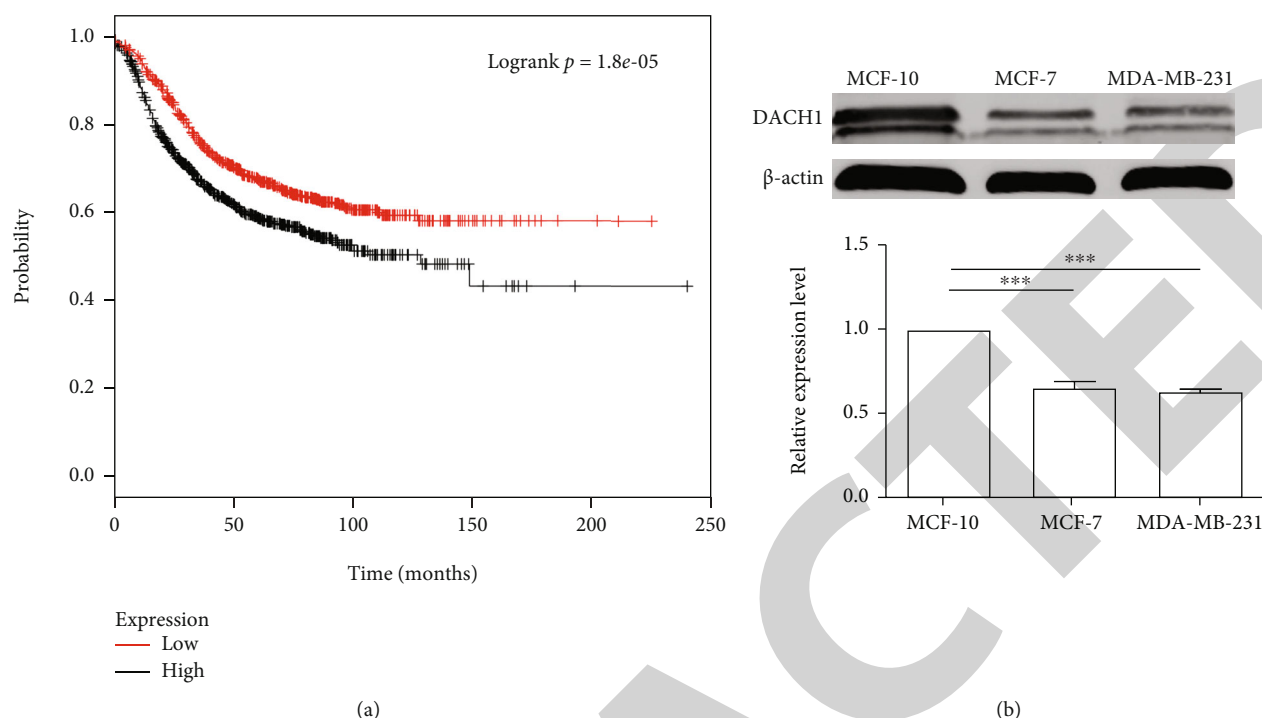 Logrank p = 1.8e-05
Probability
1.0
0.8
0.6
0.4
0.2
0.0
0 50 100 150 200 250
Time (months)
Expression
Low
High
(a)
MCF-10 MCF-7 MDA-MB-231
DACH1
β-actin
Relative expression level
1.5
1.0
0.5
0.0
***
***
MCF-10 MCF-7 MDA-MB-231
(b)